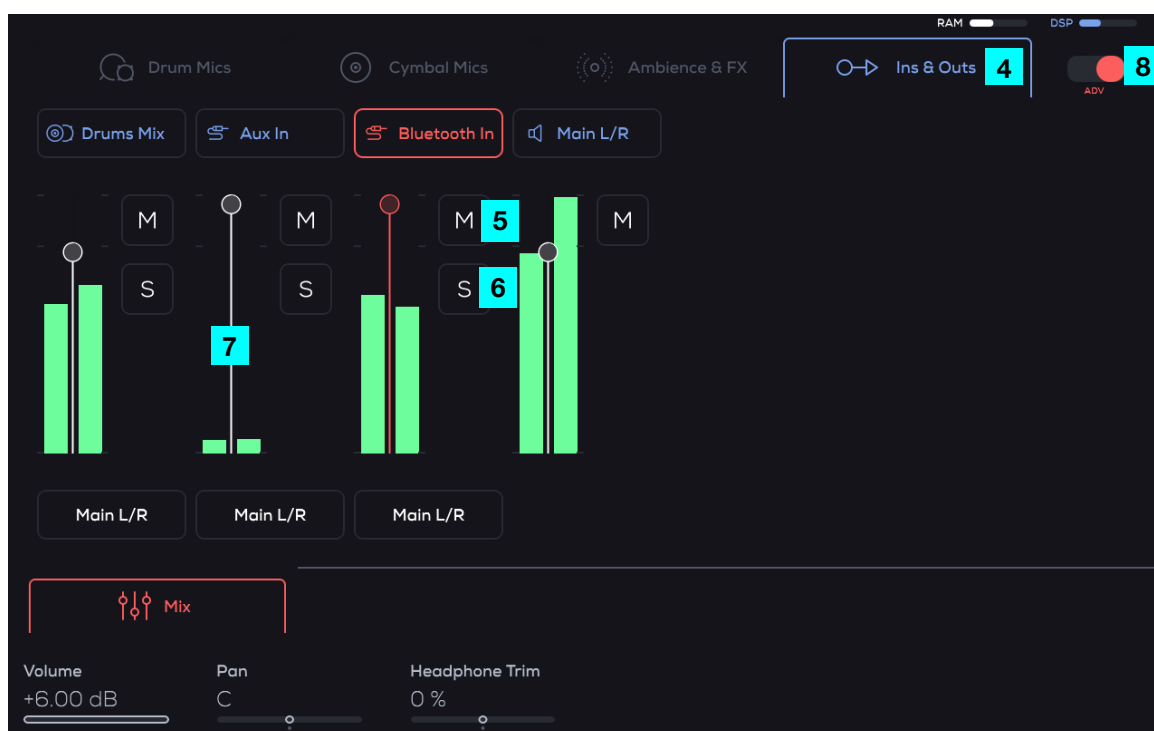 RAM DSP
Drum Mics Cymbal Mics Ambience & FX Ins & Outs 4 8
ADV
Drums Mix Aux In Bluetooth In Main L/R
M M M 5 M
S S S 6
7
Main L/R Main L/R Main L/R
Mix
Volume Pan Headphone Trim
+6.00 dB C 0 %